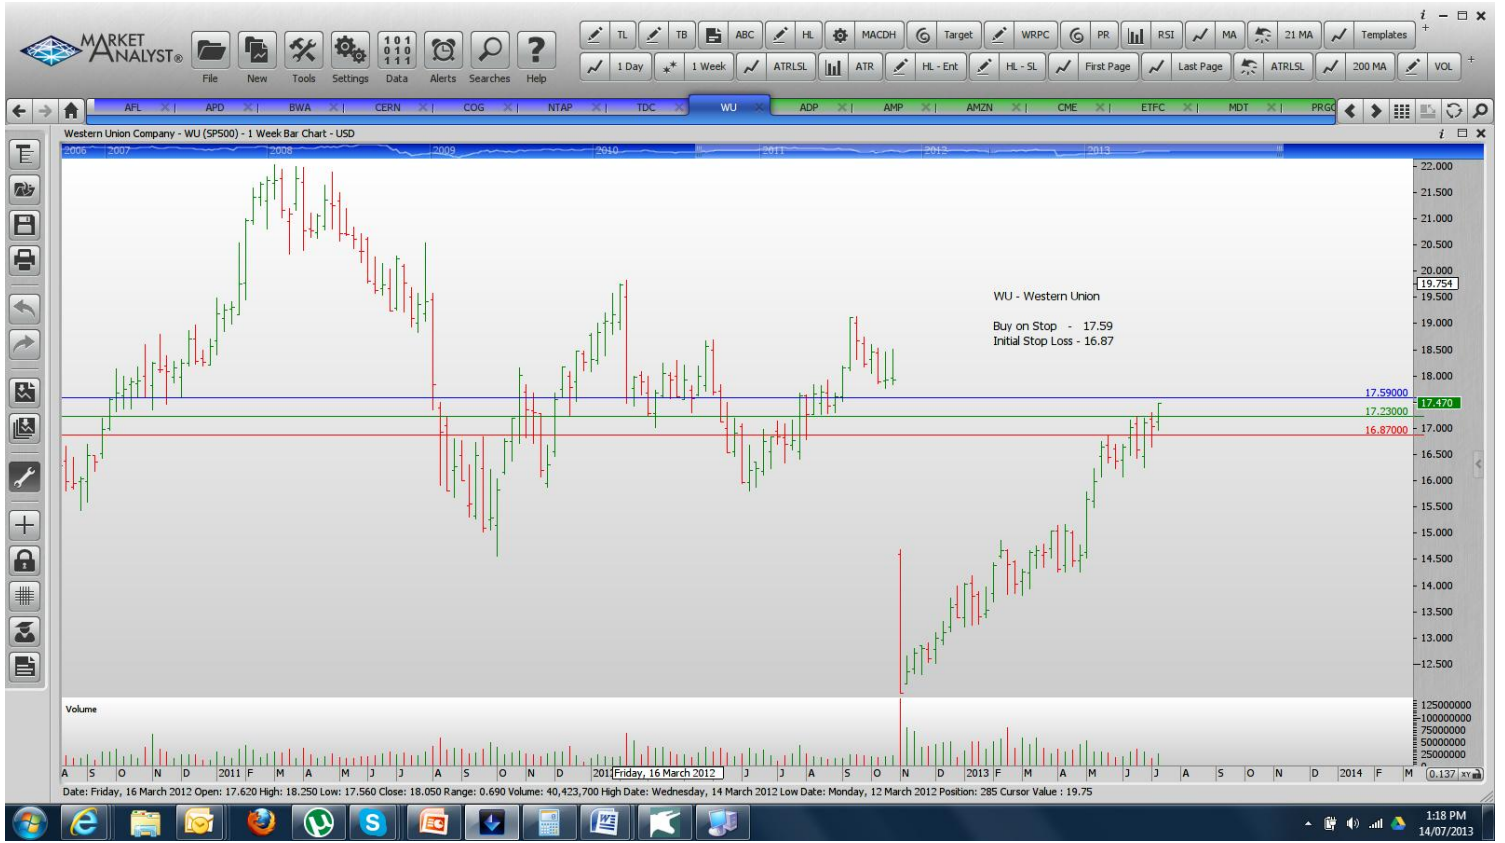 MARKET ANALYST®
File New Tools Settings Data Alerts Searches Help
TL TB ABC HL MACDH Target WRPC PR RSI MA 21 MA Templates
1 Day 1 Week ATRLSL ATR HL - Ent HL - SL First Page Last Page ATRLSL 200 MA VOL
AFL APD BWA CERN COG NTAP TDC WU ADP AMP AMZN CME ETFC MDT PRGO
Western Union Company - WU (SP500) - 1 Week Bar Chart - USD
2006 2007 2008 2009 2010 2011 2012 2013
22.000
21.500
21.000
20.500
20.000
19.754
19.500
19.000
18.500
18.000
17.470
17.000
16.500
16.000
15.500
15.000
14.500
14.000
13.500
13.000
12.500
WU - Western Union
Buy on Stop - 17.59
Initial Stop Loss - 16.87
17.59000
17.23000
16.87000
Volume
125000000
100000000
75000000
50000000
25000000
0
A S O N D 2011 F M A M J J A S O N D 2012 Friday, 16 March 2012 J J A S O N D 2013 F M A M J J A S O N D 2014 F M 0.137 XY
Date: Friday, 16 March 2012 Open: 17.620 High: 18.250 Low: 17.560 Close: 18.050 Range: 0.690 Volume: 40,423,700 High Date: Wednesday, 14 March 2012 Low Date: Monday, 12 March 2012 Position: 285 Cursor Value : 19.75
1:18 PM
14/07/2013